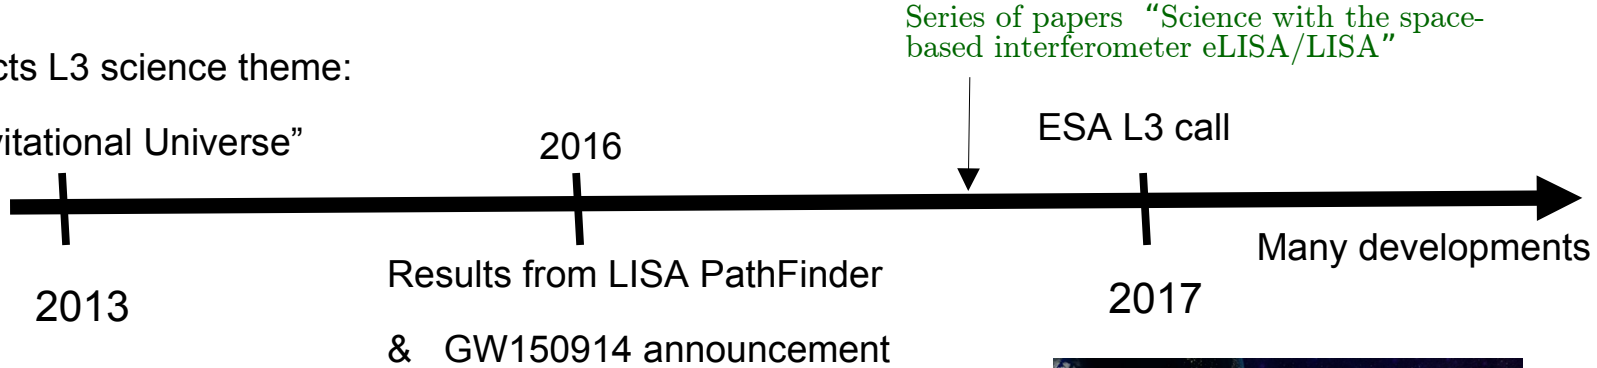 Series of papers “Science with the space-
based interferometer eLISA/LISA”
cts L3 science theme:
vitational Universe”
2016
ESA L3 call
Many developments
2013
Results from LISA PathFinder
2017
& GW150914 announcement